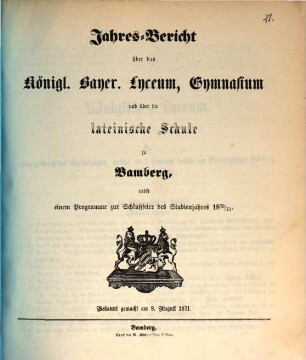 21.
Jahres-Bericht
über das
Königl. Bayer. Lyceum, Gymnasium
und über die
lateinische Schule
zu
Bamberg,
nebst
einem Programme zur Schlußfeier des Studienjahres 1870/71.
Bekannt gemacht am 8. August 1871.
Bamberg.